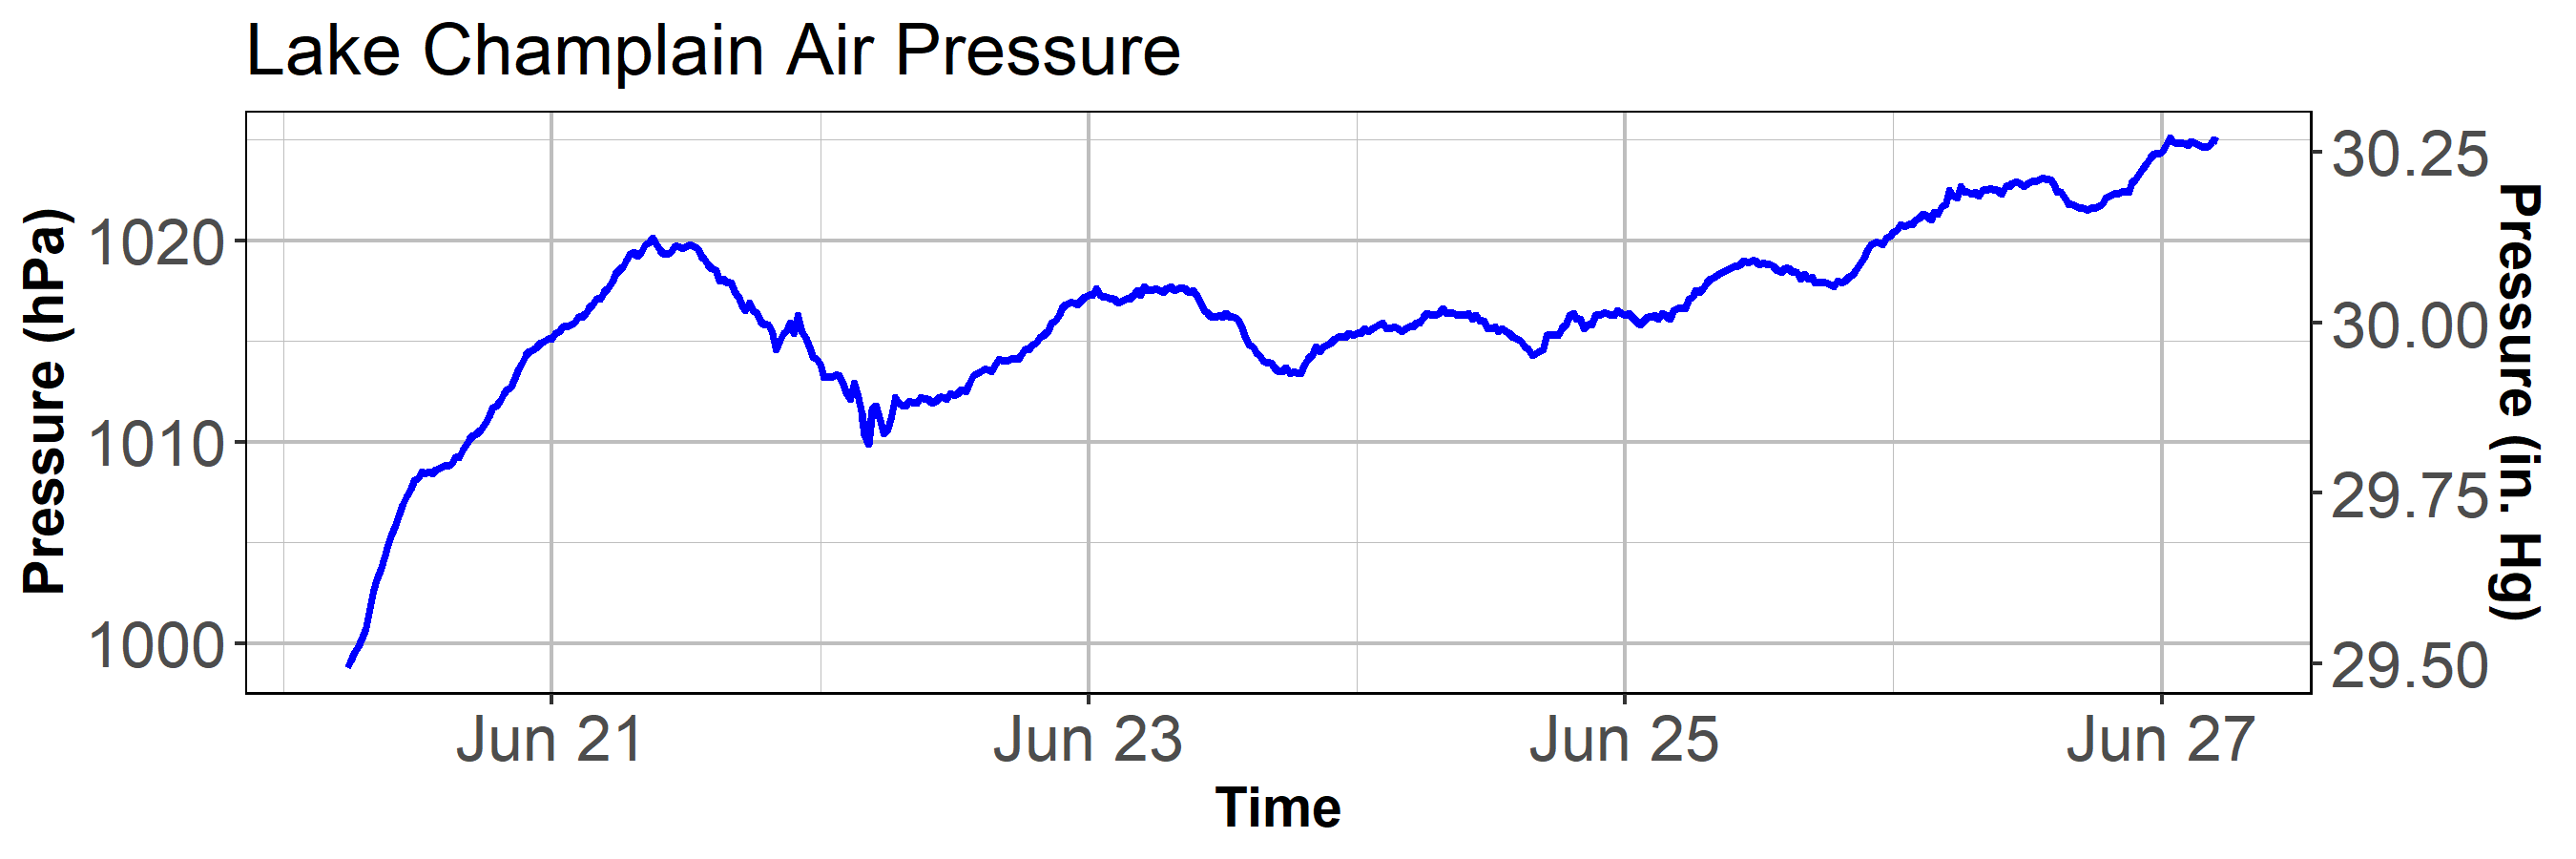 Lake Champlain Air Pressure
Pressure (hPa)
1020
1010
1000
30.25
30.00
29.75
29.50
Pressure (in. Hg)
Jun 21 Jun 23 Jun 25 Jun 27
Time